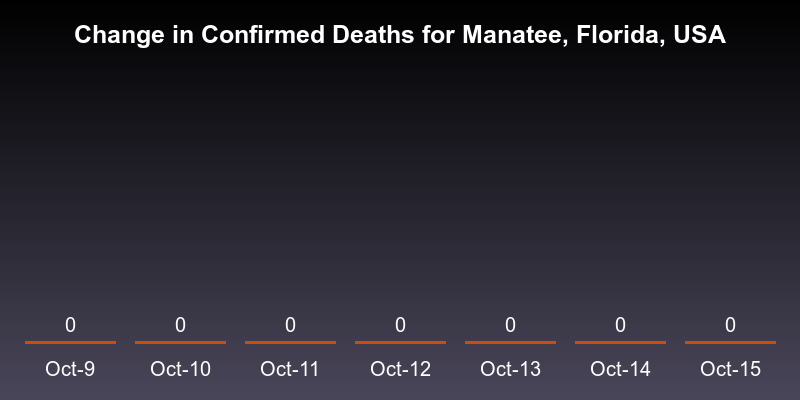 Change in Confirmed Deaths for Manatee, Florida, USA
0 0 0 0 0 0 0
Oct-9 Oct-10 Oct-11 Oct-12 Oct-13 Oct-14 Oct-15